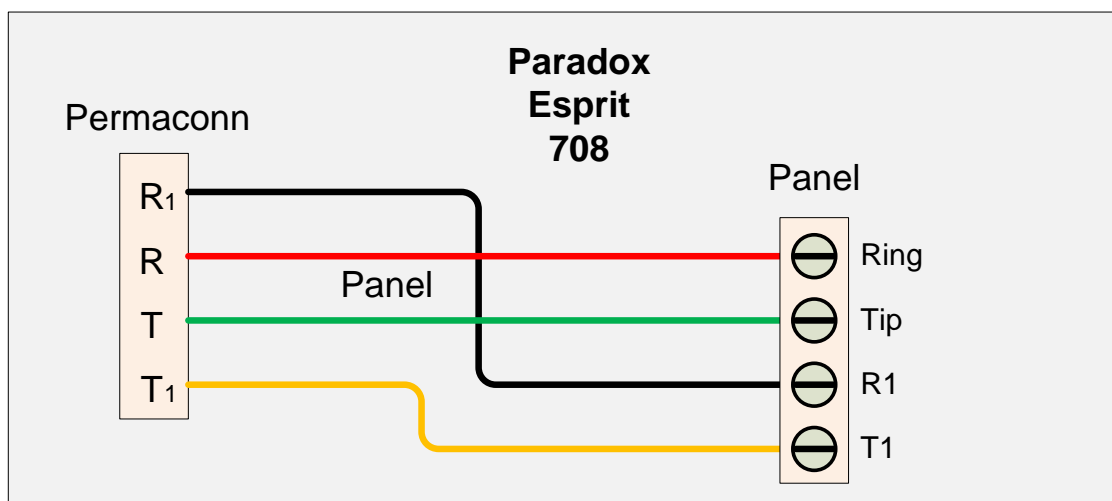 Paradox
Esprit
708
Permaconn
R1
R
T
T1
Panel
Panel
Ring
Tip
R1
T1